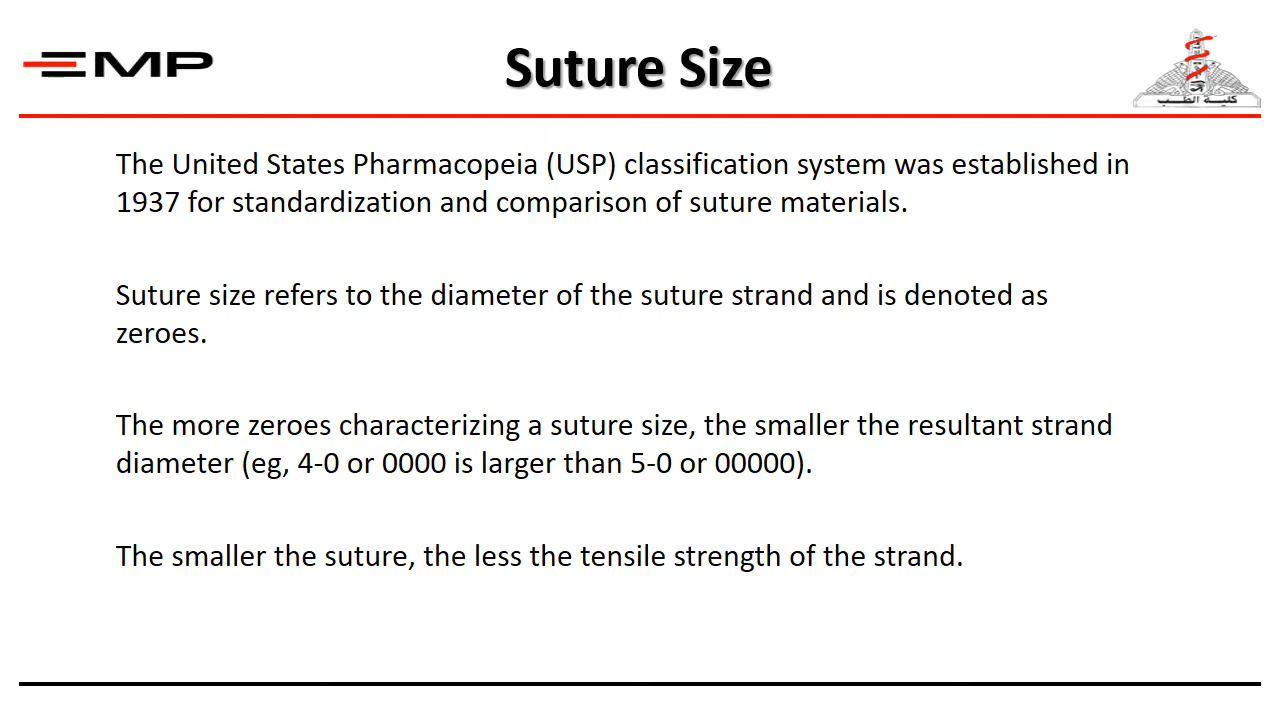 EMP
Suture Size
كلية الطب
The United States Pharmacopeia (USP) classification system was established in
1937 for standardization and comparison of suture materials.
Suture size refers to the diameter of the suture strand and is denoted as
zeroes.
The more zeroes characterizing a suture size, the smaller the resultant strand
diameter (eg, 4-0 or 0000 is larger than 5-0 or 00000).
The smaller the suture, the less the tensile strength of the strand.